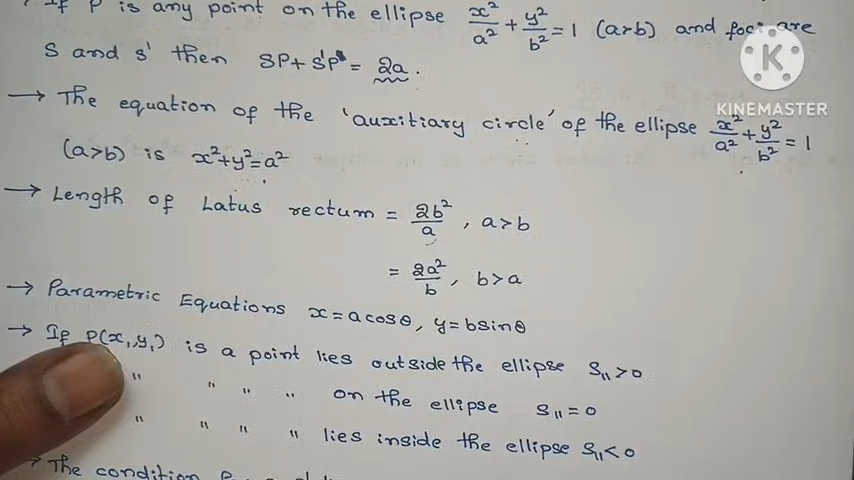 If P is any point on the ellipse x²/a² + y²/b² = 1 (a>b) and foci are
S and S' then SP + S'P = 2a.
KINEMASTER
→ The equation of the 'auxitiary circle' of the ellipse x²/a² + y²/b² = 1
(a>b) is x²+y²=a²
→ Length of Latus rectum = 2b²/a, a>b
= 2a²/b, b>a
→ Parametric Equations x=acosθ, y=bsinθ
→ If P(x₁,y₁) is a point lies outside the ellipse S₁₁>0
" " " " on the ellipse S₁₁=0
" " " " lies inside the ellipse S₁₁<0
→ The condition